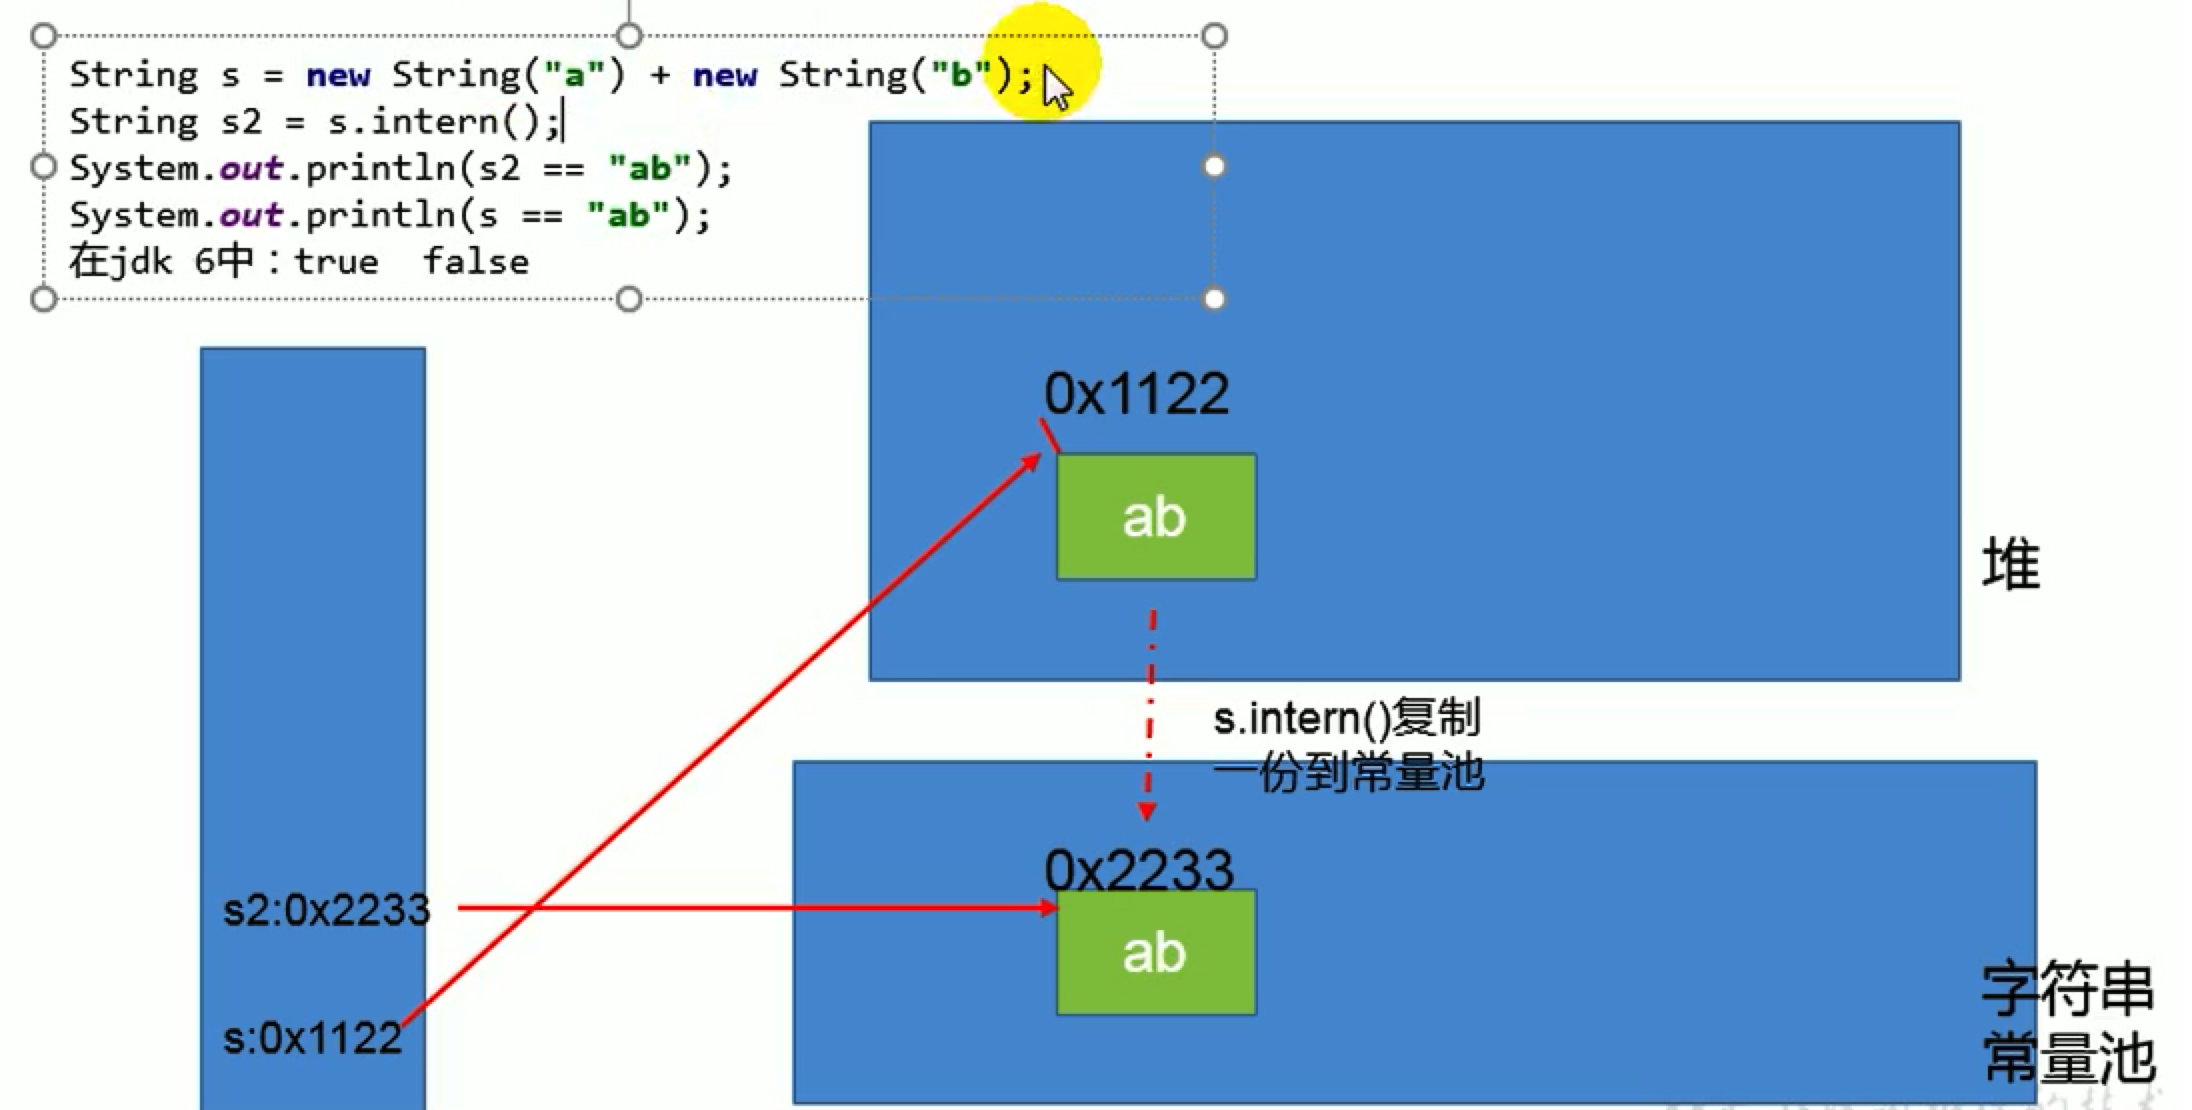 String s = new String("a") + new String("b");
String s2 = s.intern();
System.out.println(s2 == "ab");
System.out.println(s == "ab");
在jdk 6中：true  false
0x1122
ab
堆
s.intern()复制
一份到常量池
0x2233
s2:0x2233
ab
字符串
常量池
s:0x1122